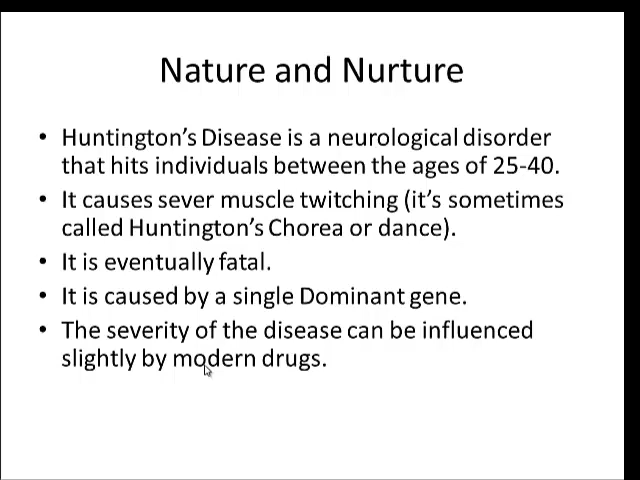 Nature and Nurture
• Huntington's Disease is a neurological disorder
that hits individuals between the ages of 25-40.
• It causes sever muscle twitching (it's sometimes
called Huntington's Chorea or dance).
• It is eventually fatal.
• It is caused by a single Dominant gene.
• The severity of the disease can be influenced
slightly by modern drugs.